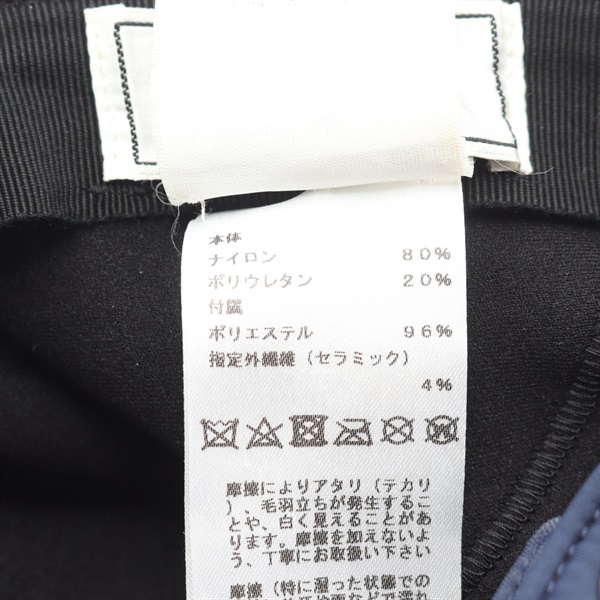 本体
ナイロン 80%
ポリウレタン 20%
付属
ポリエステル 96%
指定外繊維（セラミック）
4%
摩擦によりアタリ（テカリ
）、毛羽立ちが発生するこ
とや、白く見えることがあ
ります。摩擦を加えないよ
う、丁寧にお取扱い下さい
摩擦（特に湿った状態での